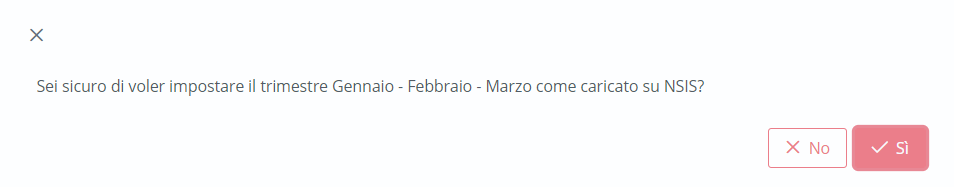 Sei sicuro di voler impostare il trimestre Gennaio - Febbraio - Marzo come caricato su NSIS?
No
Sì